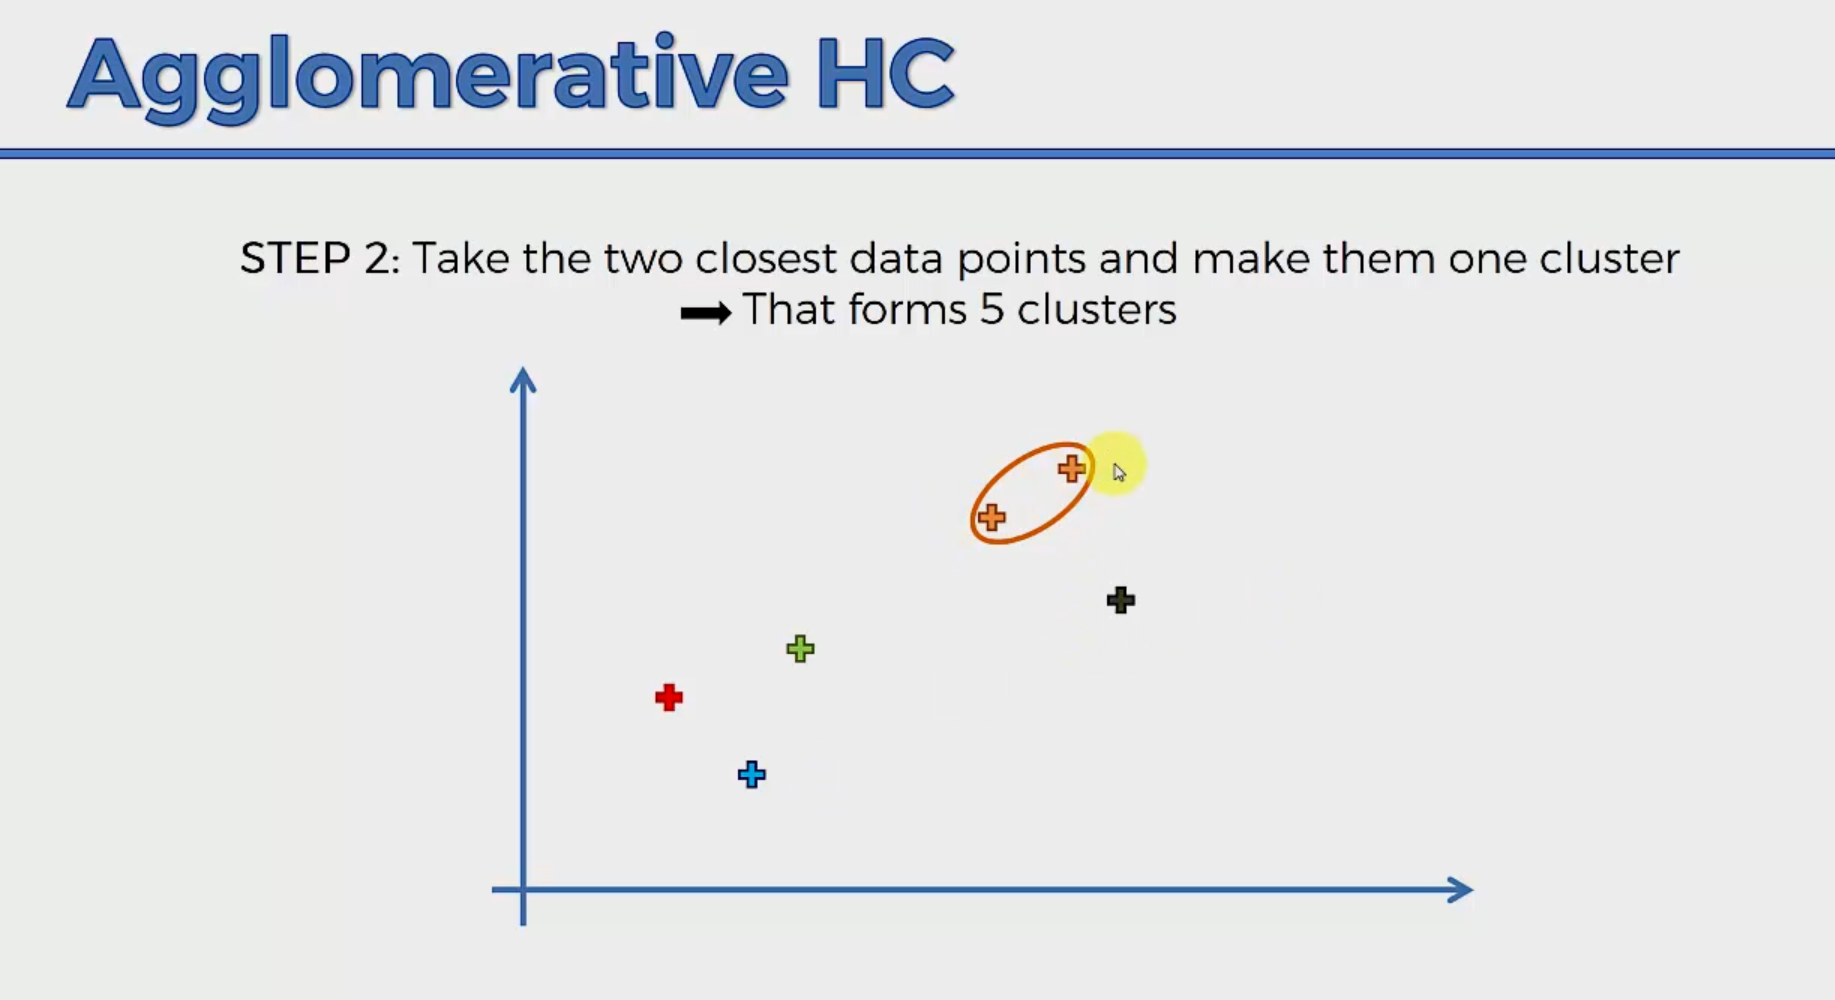 Agglomerative HC
STEP 2: Take the two closest data points and make them one cluster
➡ That forms 5 clusters